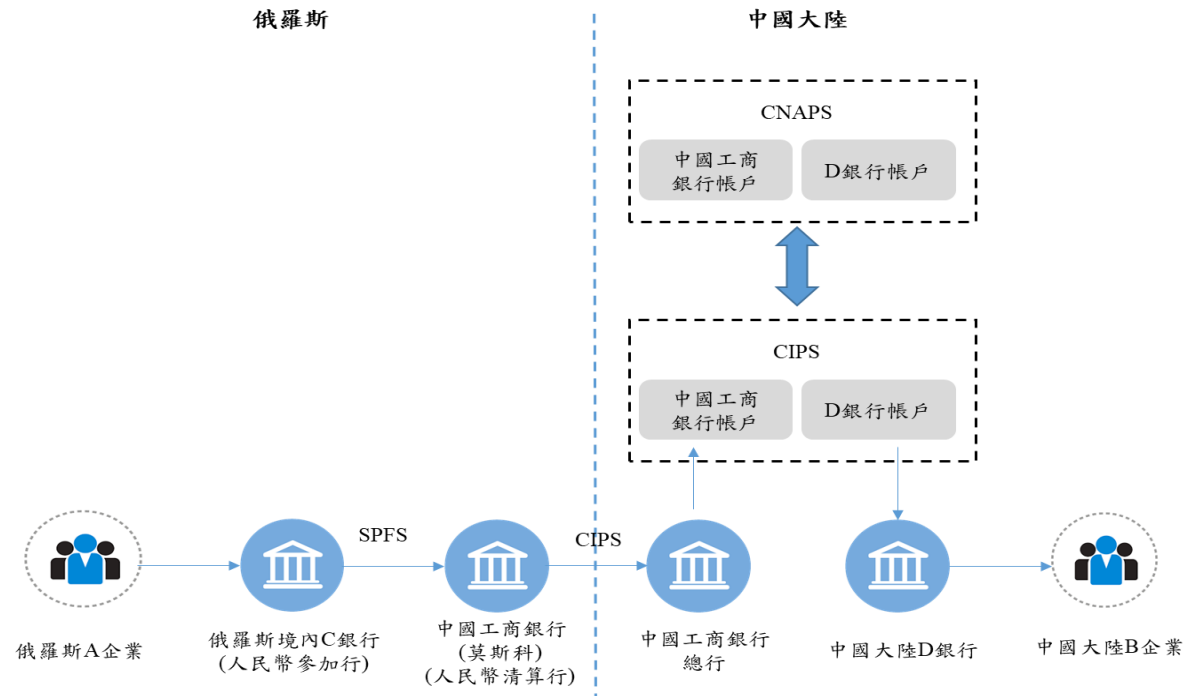 俄羅斯
中國大陸
CNAPS
中國工商
銀行帳戶
D銀行帳戶
CIPS
中國工商
銀行帳戶
D銀行帳戶
SPFS
CIPS
俄羅斯A企業
俄羅斯境內C銀行
(人民幣參加行)
中國工商銀行
(莫斯科)
(人民幣清算行)
中國工商銀行
總行
中國大陸D銀行
中國大陸B企業